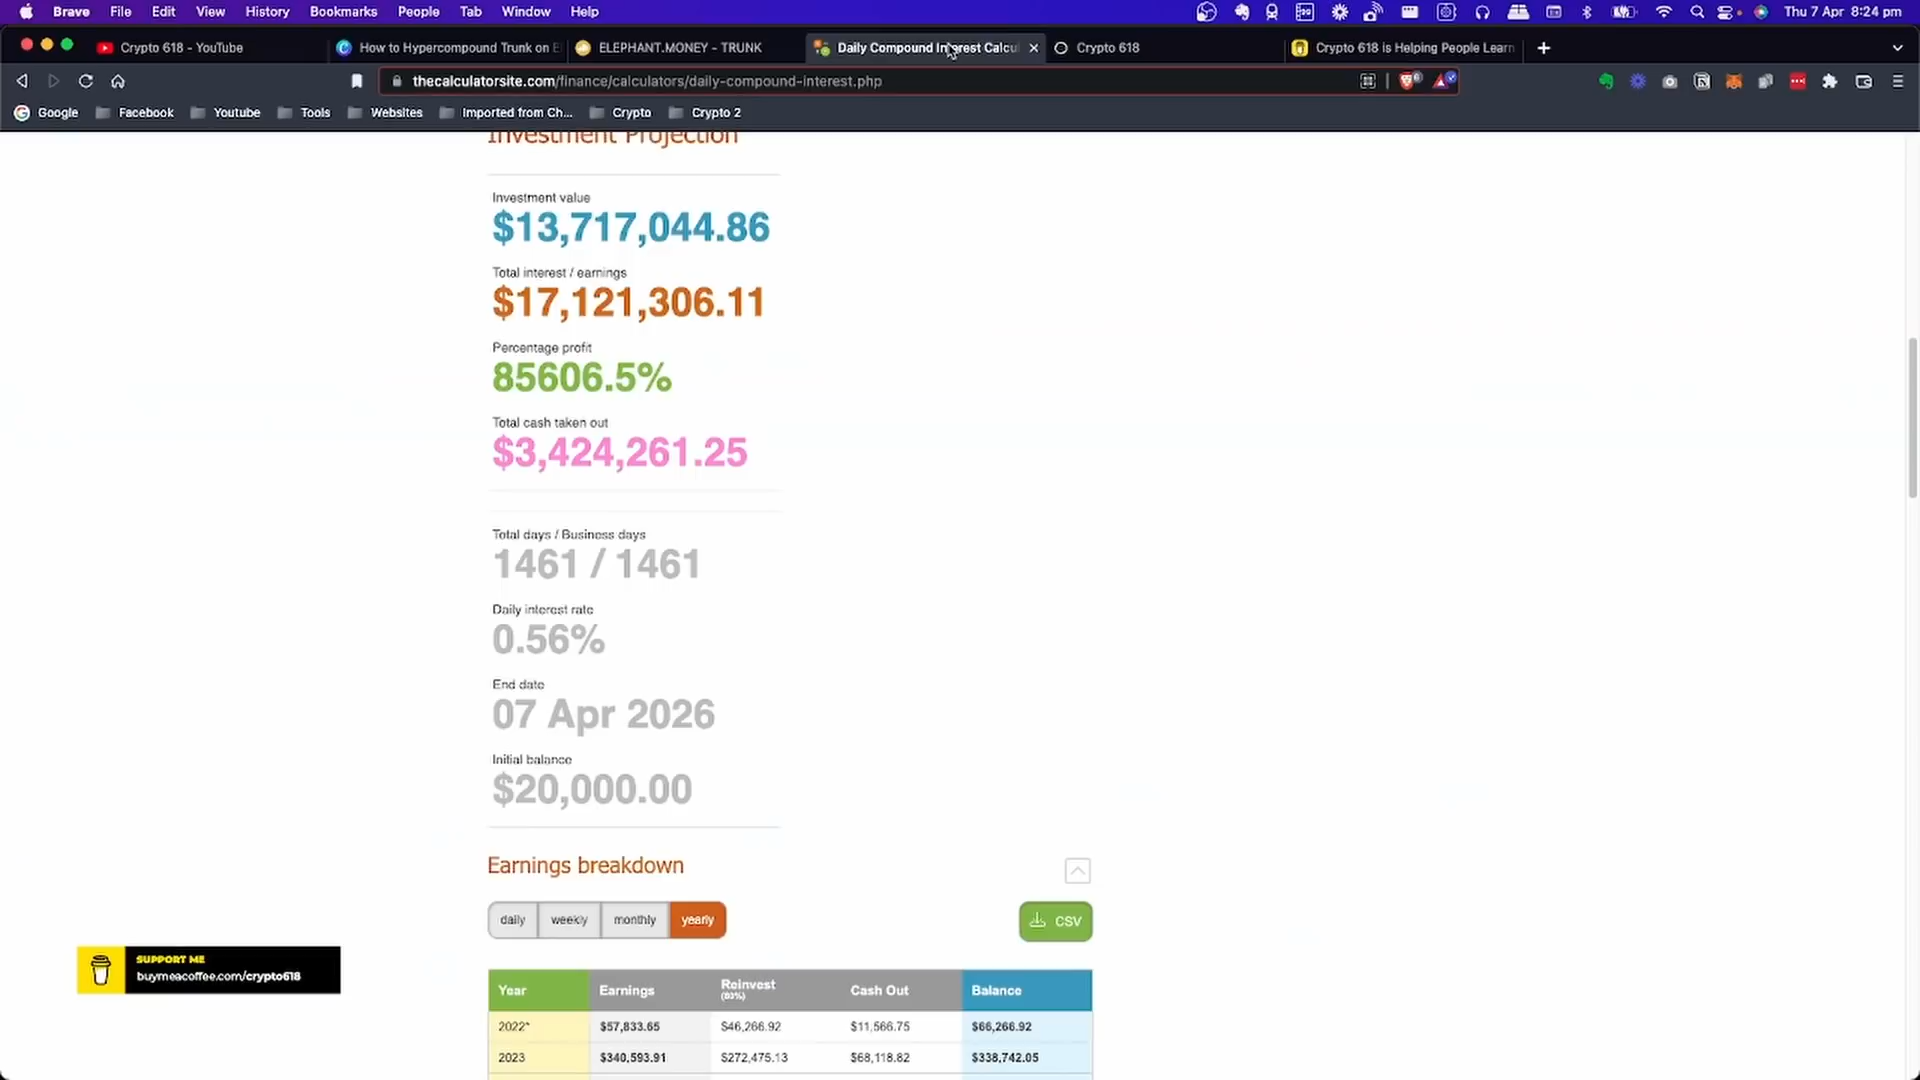 Brave File Edit View History Bookmarks People Tab Window Help Thu 7 Apr 8:24 pm
Crypto 618 - YouTube How to Hypercompound Trunk on E ELEPHANT.MONEY - TRUNK Daily Compound Interest Calcu Crypto 618 Crypto 618 is Helping People Learn
thecalculatorsite.com/finance/calculators/daily-compound-interest.php
Google Facebook Youtube Tools Websites Imported from Ch... Crypto Crypto 2
Investment Projection
Investment value
$13,717,044.86
Total interest / earnings
$17,121,306.11
Percentage profit
85606.5%
Total cash taken out
$3,424,261.25
Total days / Business days
1461 / 1461
Daily interest rate
0.56%
End date
07 Apr 2026
Initial balance
$20,000.00
Earnings breakdown
daily weekly monthly yearly CSV
SUPPORT ME
buymeacoffee.com/crypto618
Year Earnings Reinvest Cash Out Balance
(80%)
2022* $57,833.65 $46,266.92 $11,566.75 $66,266.92
2023 $340,593.91 $272,475.13 $68,118.82 $338,742.05